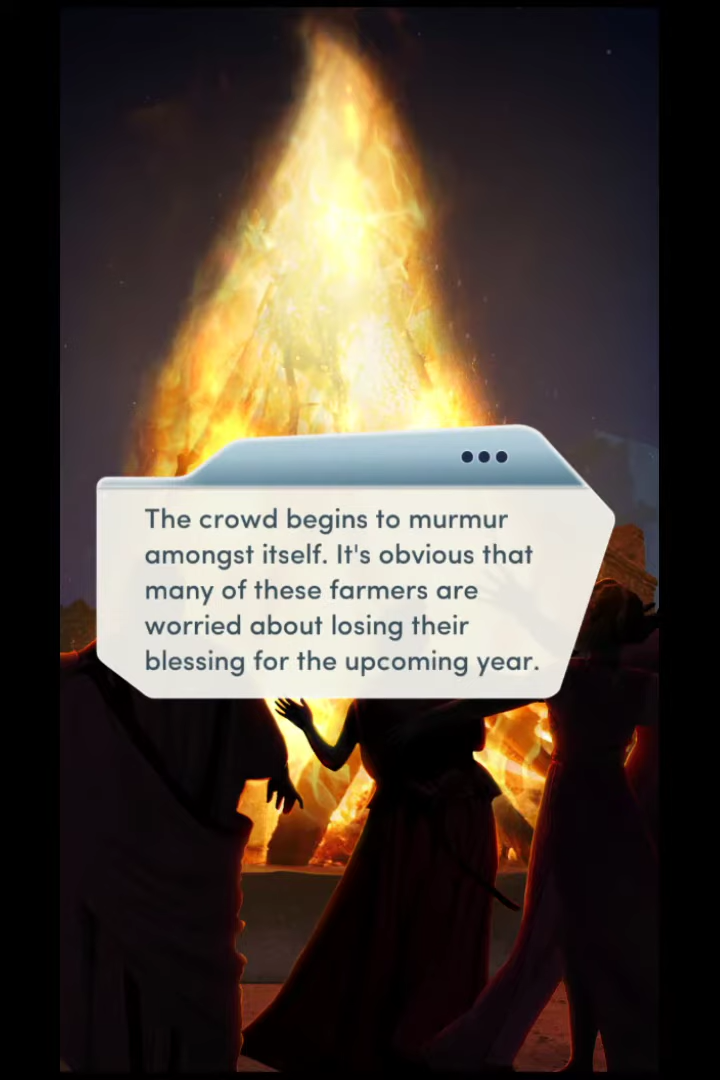 The crowd begins to murmur
amongst itself. It's obvious that
many of these farmers are
worried about losing their
blessing for the upcoming year.